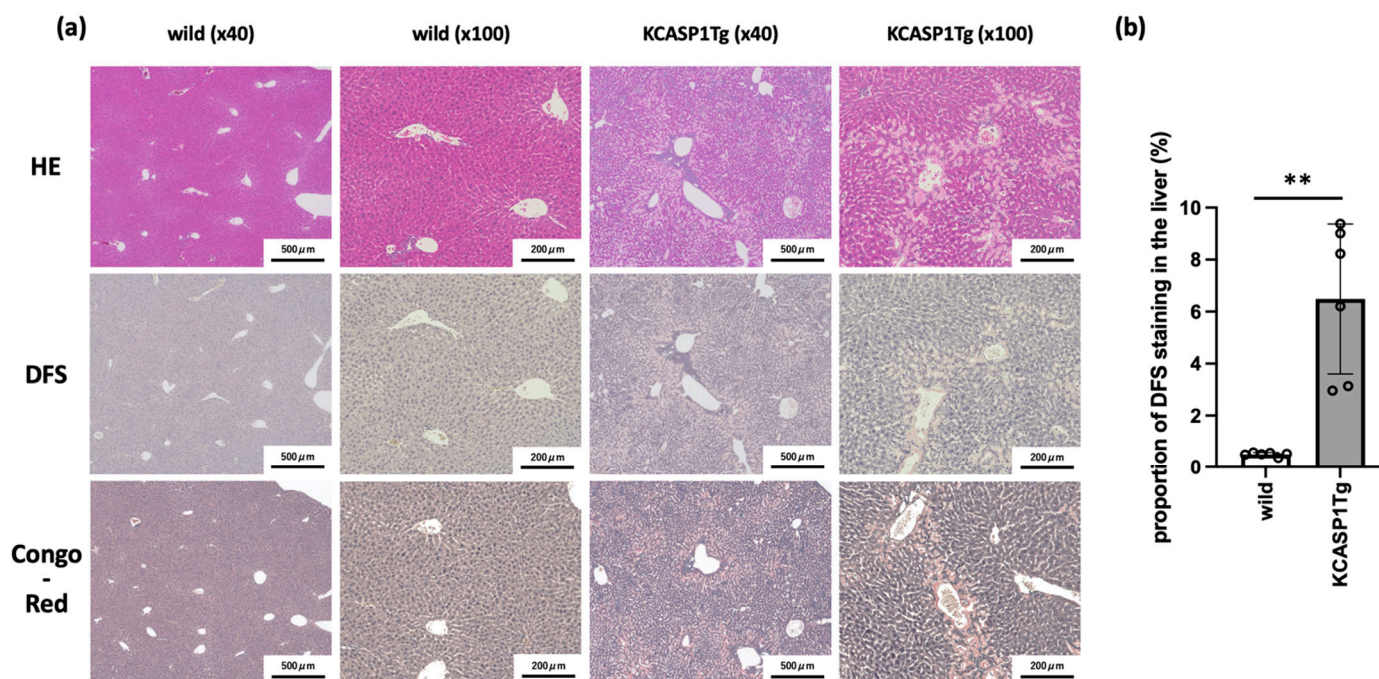 (a)
wild (x40)
wild (x100)
KCASP1Tg (x40)
KCASP1Tg (x100)
HE
500μm
200μm
500μm
200μm
DFS
500μm
200μm
500μm
200μm
Congo
-
Red
500μm
200μm
500μm
200μm
(b)
proportion of DFS staining in the liver (%)
**
10
8
6
4
2
0
wild
KCASP1Tg